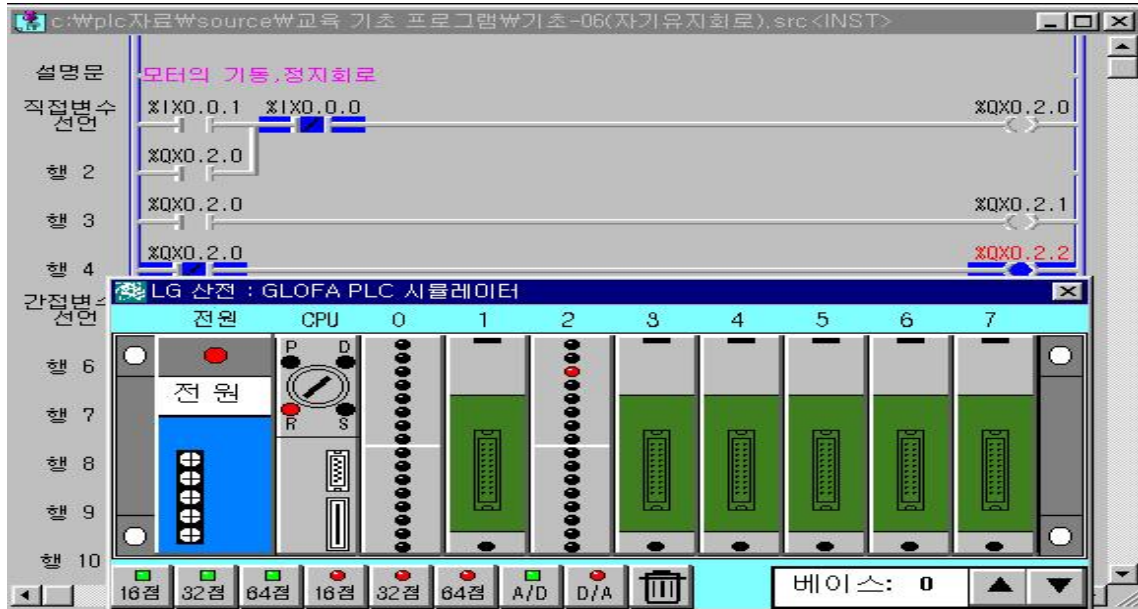 c:₩plc자료₩source₩교육 기초 프로그램₩기초-06(자기유지회로).src<INST>
설명문
모터의 기동,정지회로
직접변수
선언
%IX0.0.1
%IX0.0.0
%QX0.2.0
행 2
%QX0.2.0
행 3
%QX0.2.0
%QX0.2.1
행 4
%QX0.2.0
%QX0.2.2
간접변수
선언
LG 산전 : GLOFA PLC 시뮬레이터
전원 CPU 0 1 2 3 4 5 6 7
행 6
P D
전 원
R S
행 7
행 8
행 9
행 10
16점 32점 64점 16점 32점 64점 A/D D/A
베이스: 0